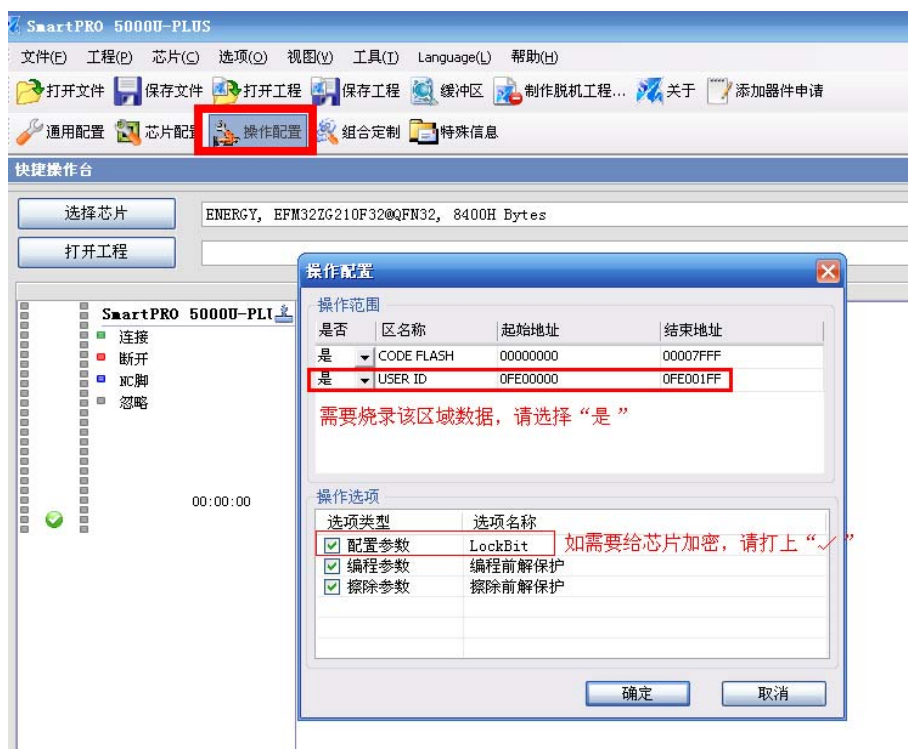 SmartPRO 5000U-PLUS
文件(F) 工程(P) 芯片(C) 选项(O) 视图(V) 工具(T) Language(L) 帮助(H)
打开文件 保存文件 打开工程 保存工程 缓冲区 制作脱机工程... 关于 添加器件申请
通用配置 芯片配置 操作配置 组合定制 特殊信息
快捷操作台
选择芯片 ENERGY, EFM32ZG210F32@QFN32, 8400H Bytes
打开工程
SmartPRO 5000U-PLU
连接
断开
NC脚
忽略
00:00:00
操作配置
操作范围
是否 区名称 起始地址 结束地址
是 CODE FLASH 00000000 00007FFF
是 USER ID 0FE00000 0FE001FF
需要烧录该区域数据，请选择“是”
操作选项
选项类型 选项名称
配置参数 LockBit 如需要给芯片加密，请打上“✓”
编程参数 编程前解保护
擦除参数 擦除前解保护
确定 取消